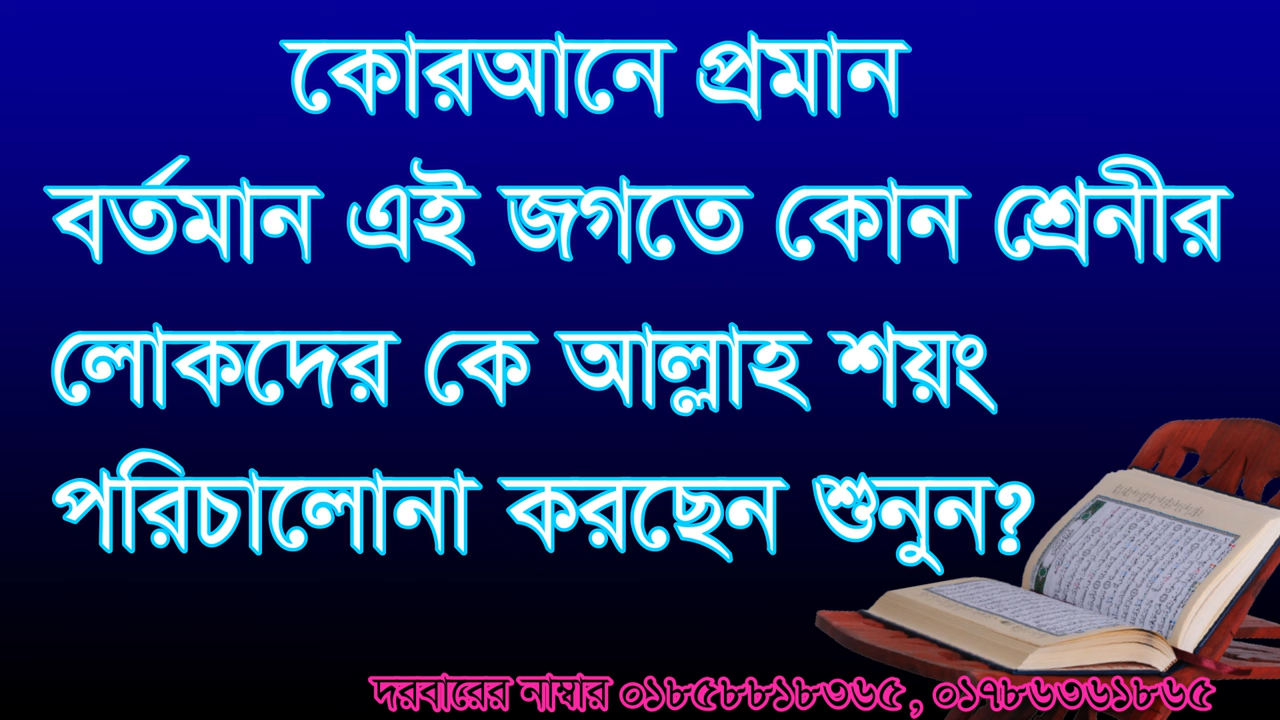 কোরআনে প্রমান
বর্তমান এই জগতে কোন শ্রেনীর
লোকদের কে আল্লাহ শয়ং
পরিচালোনা করছেন শুনুন?
দরবারের নাম্বার ০১৮৫৮৮১৮৩৬৫, ০১৭৮৬৩৬১৮৬৫